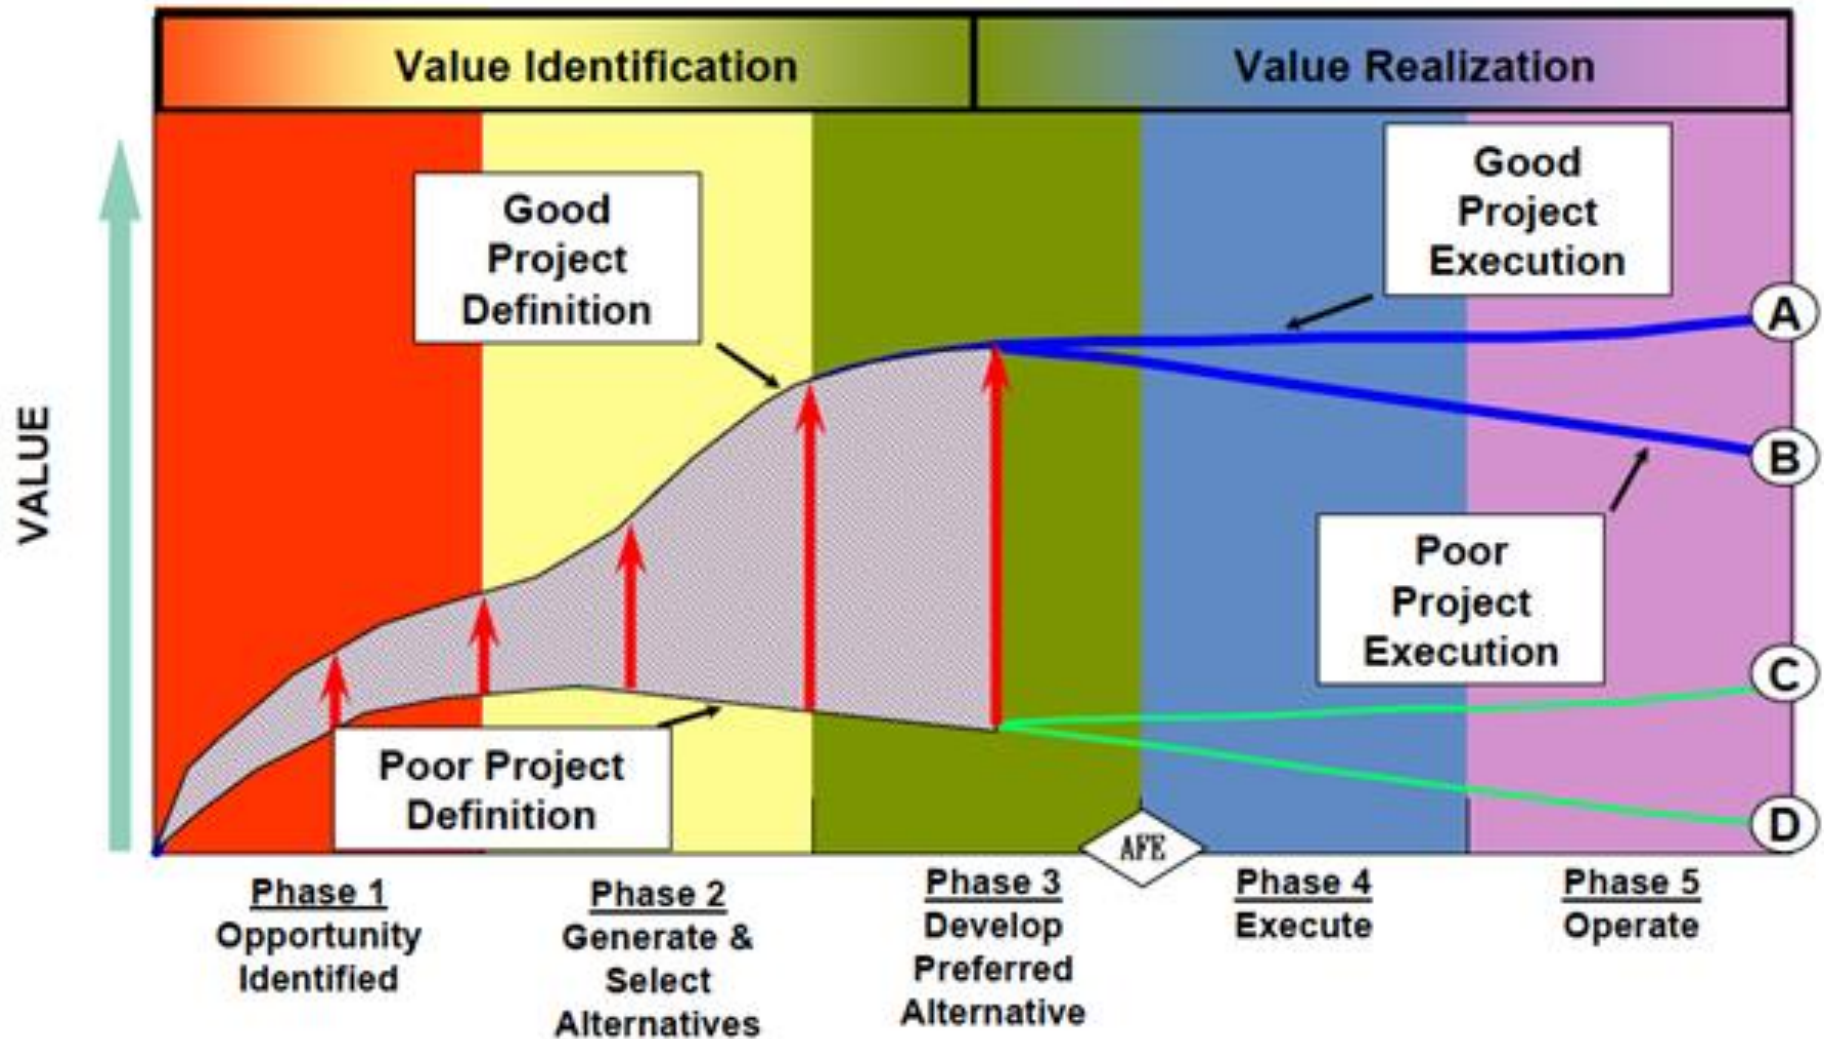 Value Identification
Value Realization
VALUE
Good
Project
Definition
Good
Project
Execution
A
B
Poor
Project
Execution
C
D
Poor Project
Definition
AFE
Phase 1
Opportunity
Identified
Phase 2
Generate &
Select
Alternatives
Phase 3
Develop
Preferred
Alternative
Phase 4
Execute
Phase 5
Operate